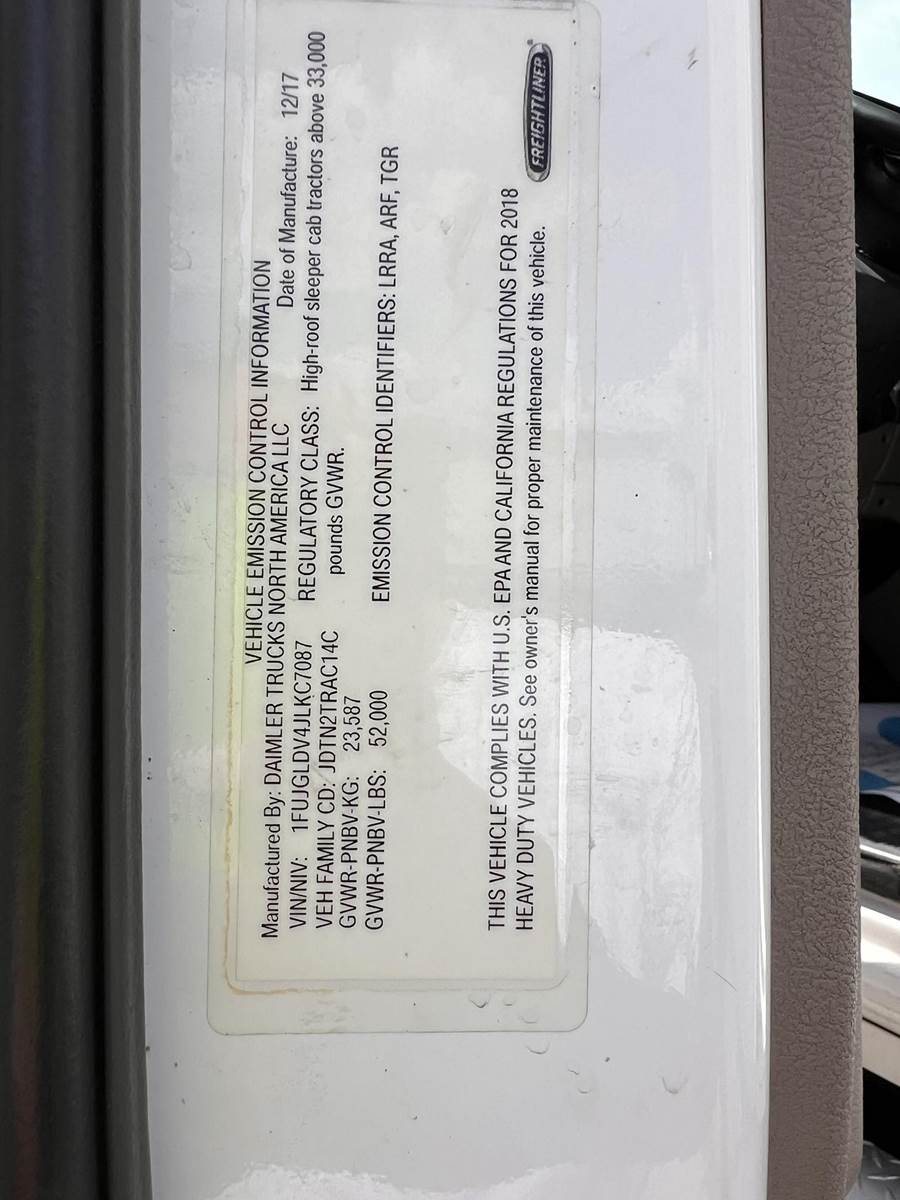 VEHICLE EMISSION CONTROL INFORMATION
Manufactured By: DAIMLER TRUCKS NORTH AMERICA LLC Date of Manufacture: 12/17
VIN/NIV: 1FUJGLDV4JLKC7087 REGULATORY CLASS: High-roof sleeper cab tractors above 33,000
VEH FAMILY CD: JDTN2TRAC14C pounds GVWR.
GVWR-PNBV-KG: 23,587
GVWR-PNBV-LBS: 52,000 EMISSION CONTROL IDENTIFIERS: LRRA, ARF, TGR
THIS VEHICLE COMPLIES WITH U.S. EPA AND CALIFORNIA REGULATIONS FOR 2018
HEAVY DUTY VEHICLES. See owner's manual for proper maintenance of this vehicle.
FREIGHTLINER